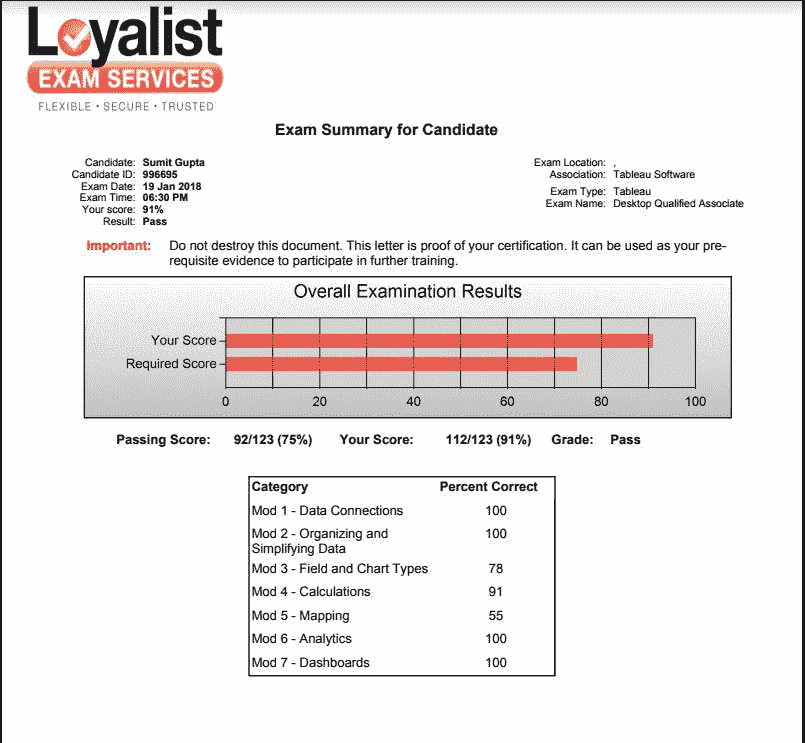 Loyalist
EXAM SERVICES
FLEXIBLE • SECURE • TRUSTED
Exam Summary for Candidate
Candidate: Sumit Gupta
Candidate ID: 996695
Exam Date: 19 Jan 2018
Exam Time: 06:30 PM
Your score: 91%
Result: Pass
Exam Location: ,
Association: Tableau Software
Exam Type: Tableau
Exam Name: Desktop Qualified Associate
Important: Do not destroy this document. This letter is proof of your certification. It can be used as your pre-
requisite evidence to participate in further training.
Overall Examination Results
Your Score
Required Score
0 20 40 60 80 100
Passing Score: 92/123 (75%) Your Score: 112/123 (91%) Grade: Pass
Category Percent Correct
Mod 1 - Data Connections 100
Mod 2 - Organizing and 100
Simplifying Data
Mod 3 - Field and Chart Types 78
Mod 4 - Calculations 91
Mod 5 - Mapping 55
Mod 6 - Analytics 100
Mod 7 - Dashboards 100